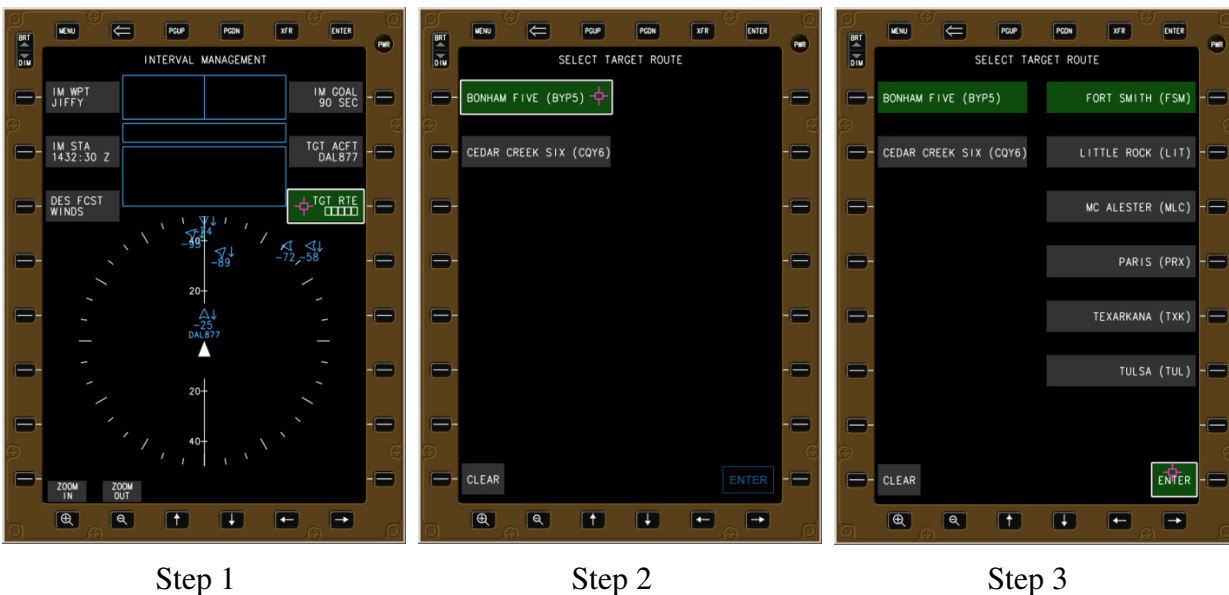 MENU PGUP PGDN XFR ENTER
BRT
DIM
PWR
INTERVAL MANAGEMENT
IM WPT
JIFFY
IM GOAL
90 SEC
IM STA
1432:30 Z
TGT ACFT
DAL877
DES FCST
WINDS
TGT RTE
-89
-72
-58
20
-25
DAL877
20
40
ZOOM
IN
ZOOM
OUT
Step 1
MENU PGUP PGDN XFR ENTER
BRT
DIM
PWR
SELECT TARGET ROUTE
BONHAM FIVE (BYP5)
CEDAR CREEK SIX (CQY6)
CLEAR
ENTER
Step 2
MENU PGUP PGDN XFR ENTER
BRT
DIM
PWR
SELECT TARGET ROUTE
BONHAM FIVE (BYP5)
FORT SMITH (FSM)
CEDAR CREEK SIX (CQY6)
LITTLE ROCK (LIT)
MC ALESTER (MLC)
PARIS (PRX)
TEXARKANA (TXK)
TULSA (TUL)
CLEAR
ENTER
Step 3